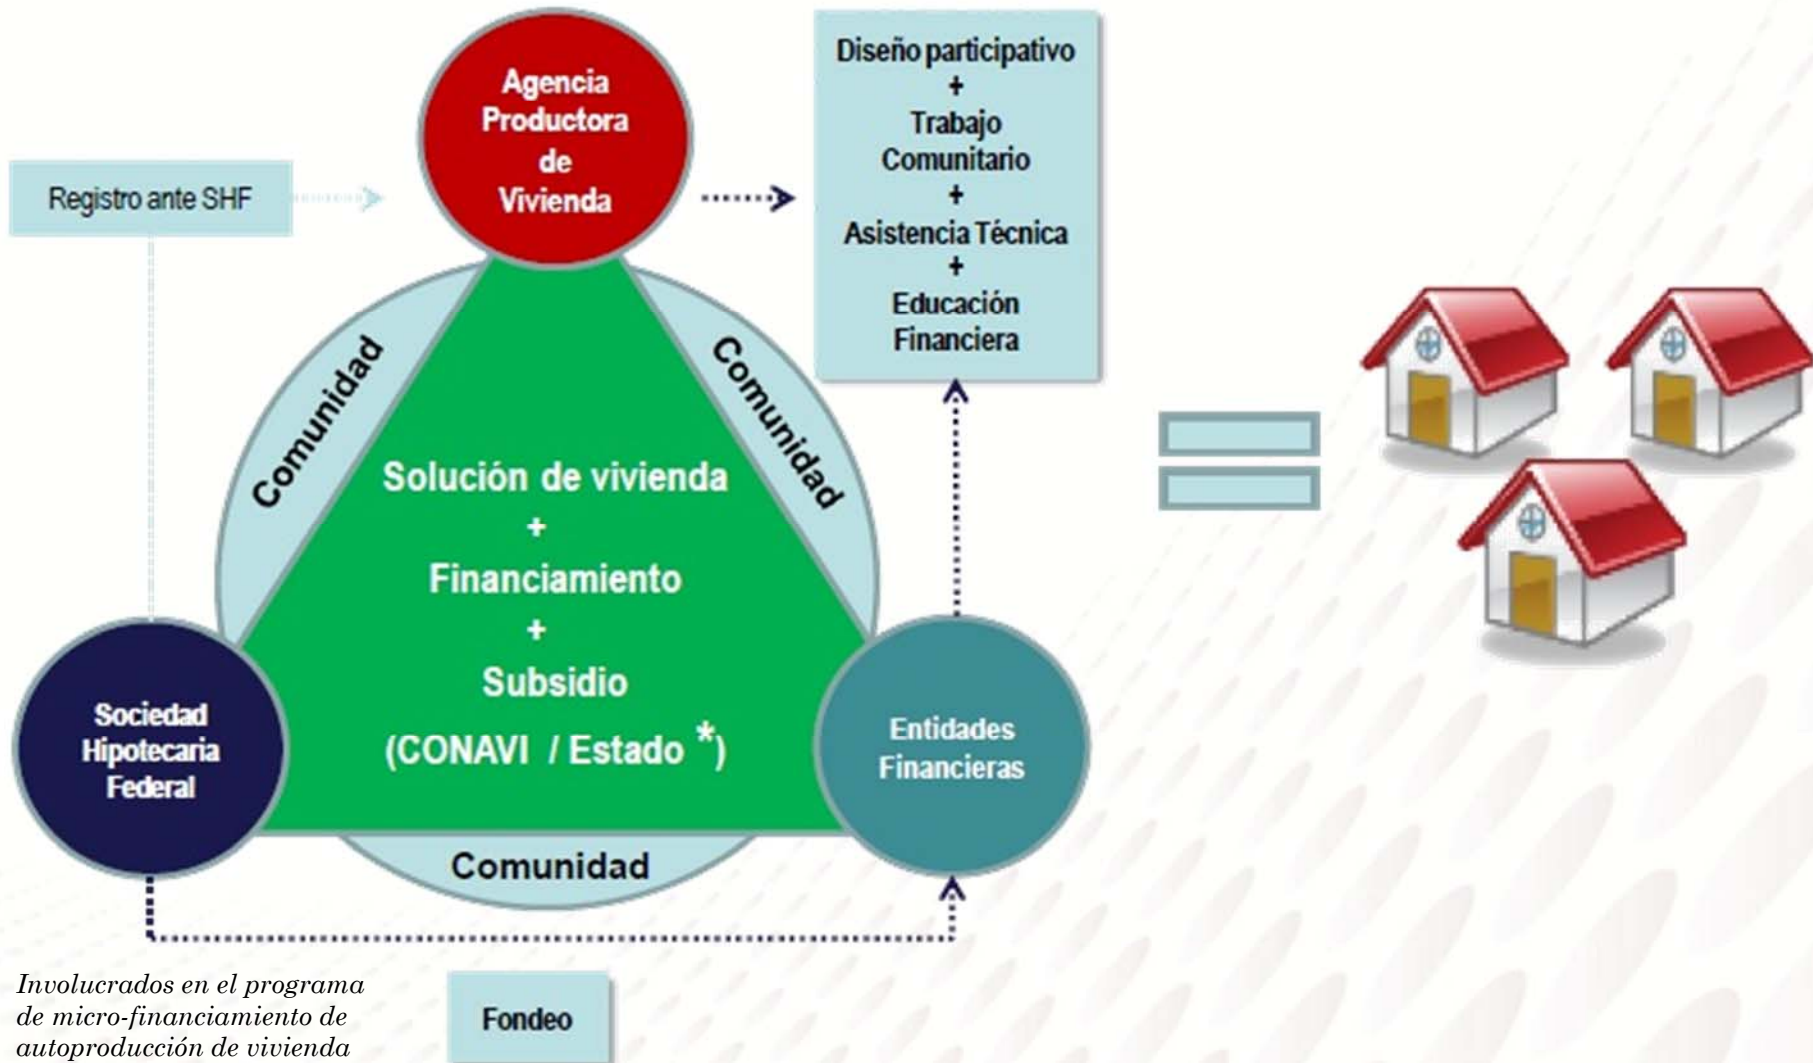 Agencia
Productora
de
Vivienda
Diseño participativo
+
Trabajo
Comunitario
+
Asistencia Técnica
+
Educación
Financiera
Registro ante SHF
Comunidad
Comunidad
Solución de vivienda
+
Financiamiento
+
Subsidio
(CONAVI / Estado *)
Sociedad
Hipotecaria
Federal
Entidades
Financieras
Comunidad
Involucrados en el programa
de micro-financiamiento de
autoproducción de vivienda
Fondeo